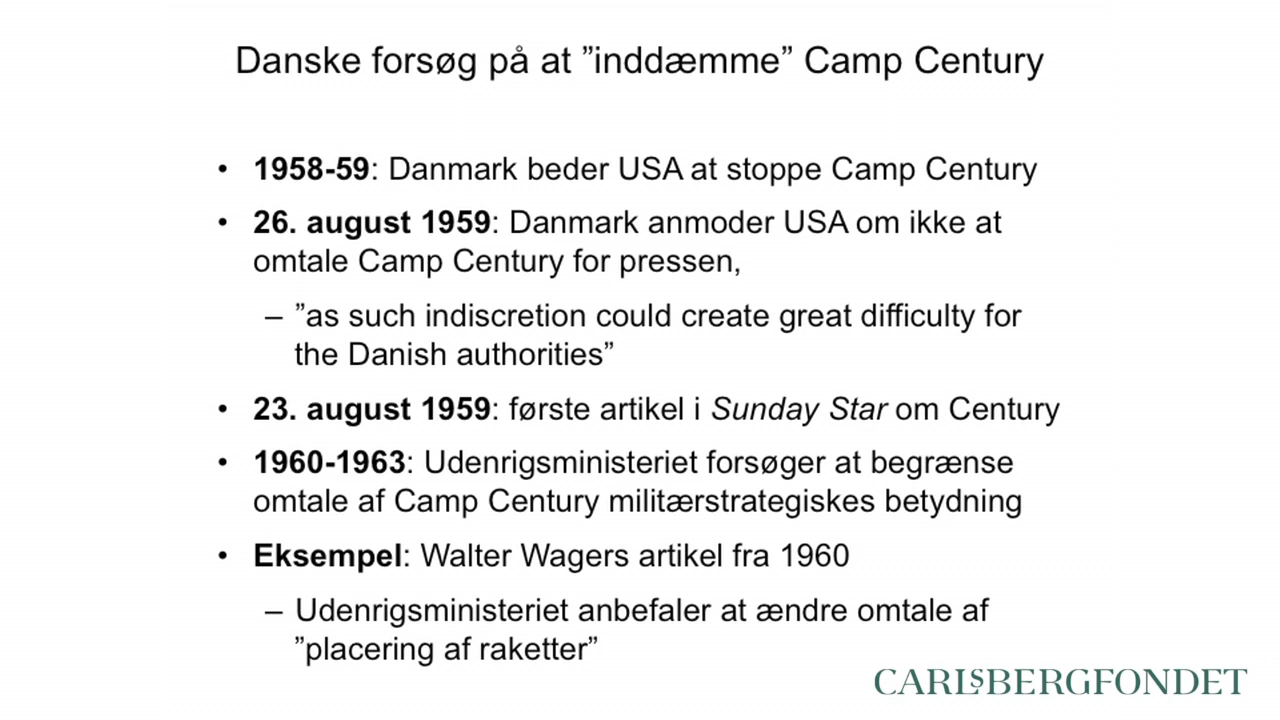 Danske forsøg på at ”inddæmme” Camp Century
• 1958-59: Danmark beder USA at stoppe Camp Century
• 26. august 1959: Danmark anmoder USA om ikke at
omtale Camp Century for pressen,
– ”as such indiscretion could create great difficulty for
the Danish authorities”
• 23. august 1959: første artikel i Sunday Star om Century
• 1960-1963: Udenrigsministeriet forsøger at begrænse
omtale af Camp Century militærstrategiskes betydning
• Eksempel: Walter Wagers artikel fra 1960
– Udenrigsministeriet anbefaler at ændre omtale af
”placering af raketter”
CARLSBERGFONDET